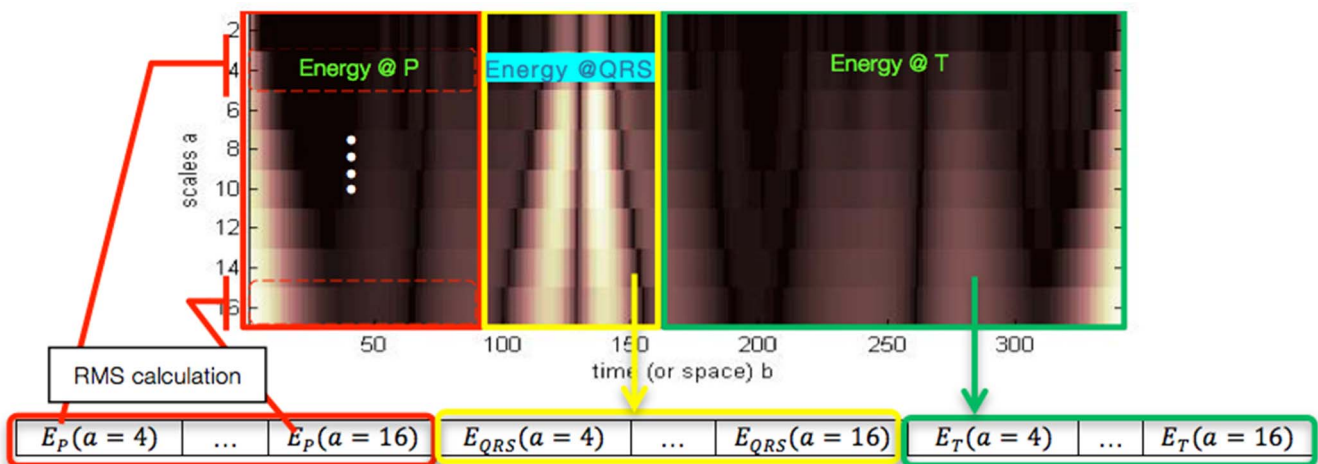 2
4
6
8
10
12
14
16
scales a
Energy @ P
Energy @QRS
Energy @ T
50
100
150
200
250
300
time (or space) b
RMS calculation
E_P(a = 4) ... E_P(a = 16) E_QRS(a = 4) ... E_QRS(a = 16) E_T(a = 4) ... E_T(a = 16)